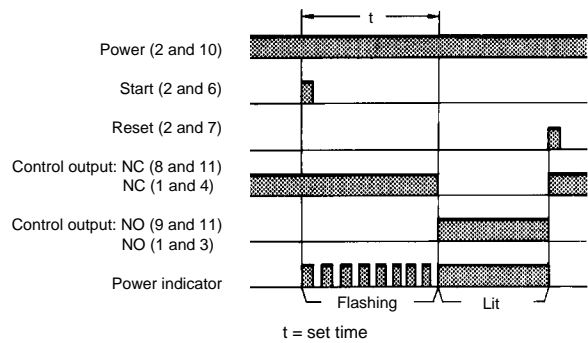 t
Power (2 and 10)
Start (2 and 6)
Reset (2 and 7)
Control output: NC (8 and 11)
NC (1 and 4)
Control output: NO (9 and 11)
NO (1 and 3)
Power indicator
Flashing
Lit
t = set time